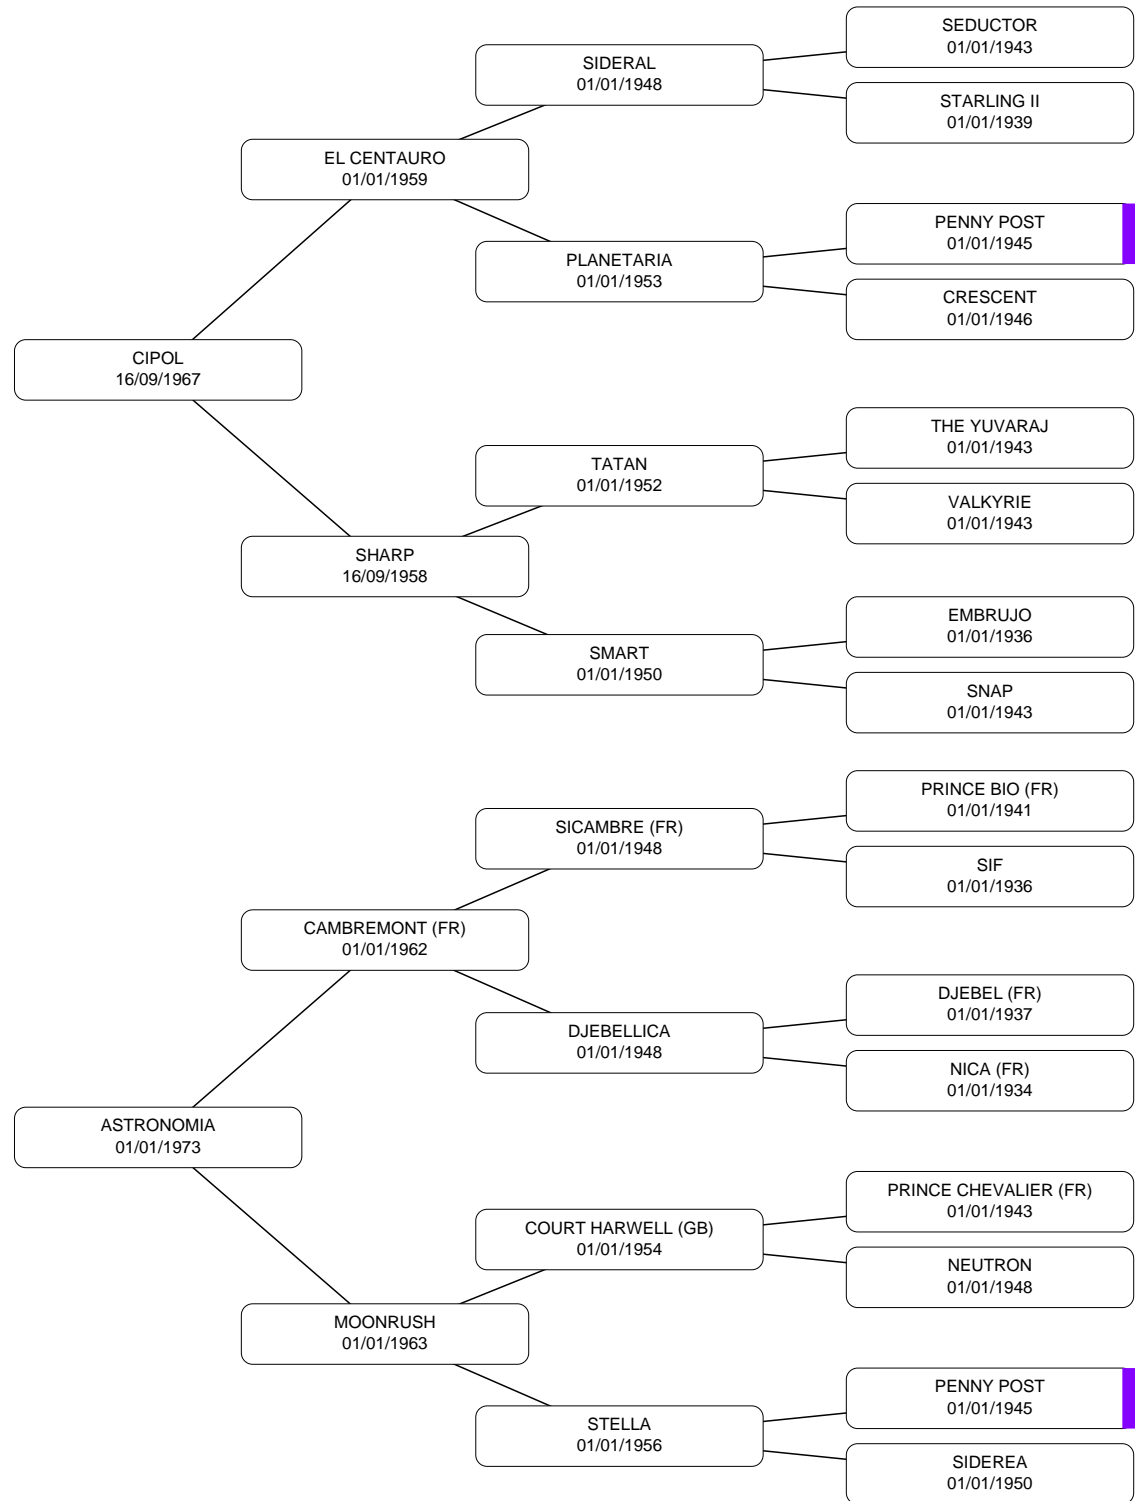 SEDUCTOR
01/01/1943
SIDERAL
01/01/1948
STARLING II
01/01/1939
EL CENTAURO
01/01/1959
PENNY POST
01/01/1945
PLANETARIA
01/01/1953
CRESCENT
01/01/1946
CIPOL
16/09/1967
THE YUVARAJ
01/01/1943
TATAN
01/01/1952
VALKYRIE
01/01/1943
SHARP
16/09/1958
EMBRUJO
01/01/1936
SMART
01/01/1950
SNAP
01/01/1943
PRINCE BIO (FR)
01/01/1941
SICAMBRE (FR)
01/01/1948
SIF
01/01/1936
CAMBREMONT (FR)
01/01/1962
DJEBEL (FR)
01/01/1937
DJEBELLICA
01/01/1948
NICA (FR)
01/01/1934
ASTRONOMIA
01/01/1973
PRINCE CHEVALIER (FR)
01/01/1943
COURT HARWELL (GB)
01/01/1954
NEUTRON
01/01/1948
MOONRUSH
01/01/1963
PENNY POST
01/01/1945
STELLA
01/01/1956
SIDEREA
01/01/1950